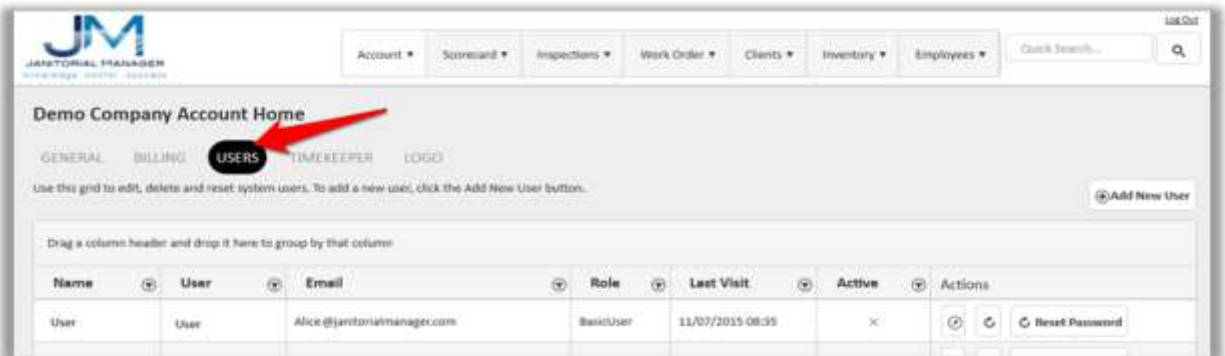 Log Out
JM
JANITORIAL MANAGER
Account Scorecard Inspections Work Order Clients Inventory Employees Quick Search...
Demo Company Account Home
GENERAL BILLING USERS TIMEKEEPER LOGO
Use this grid to edit, delete and reset system users. To add a new user, click the Add New User button.
Add New User
Drag a column header and drop it here to group by that column
Name User Email Role Last Visit Active Actions
User User Alice@janitorialmanager.com BasicUser 11/07/2015 08:35 Reset Password